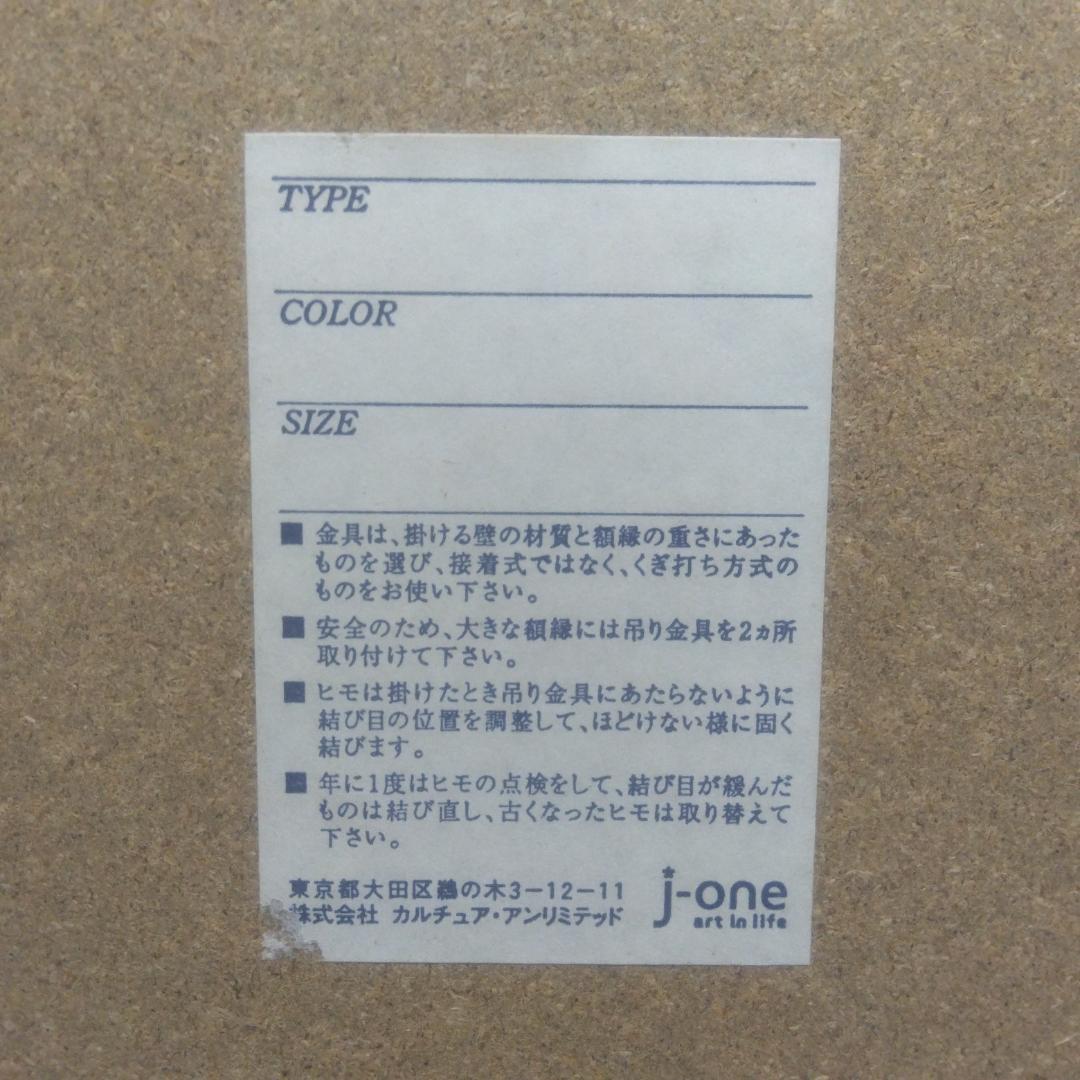 TYPE
COLOR
SIZE
■ 金具は、掛ける壁の材質と額縁の重さにあった
ものを選び、接着式ではなく、くぎ打ち方式の
ものをお使い下さい。
■ 安全のため、大きな額縁には吊り金具を2ヵ所
取り付けて下さい。
■ ヒモは掛けたとき吊り金具にあたらないように
結び目の位置を調整して、ほどけない様に固く
結びます。
■ 年に1度はヒモの点検をして、結び目が緩んだ
ものは結び直し、古くなったヒモは取り替えて
下さい。
東京都大田区鵜の木3-12-11
株式会社 カルチュア・アンリミテッド
j-one
art in life